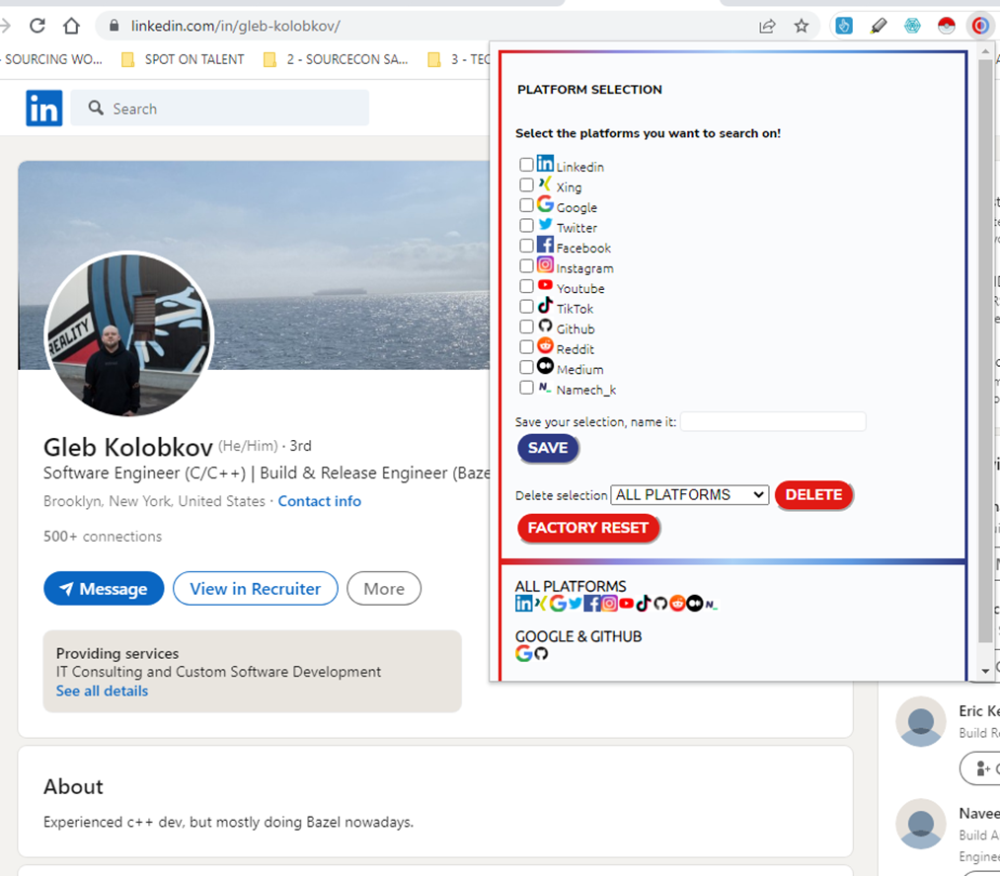 linkedin.com/in/gleb-kolobkov/
SOURCING WO...
SPOT ON TALENT
2 - SOURCECON SA...
3 - TEC
in
Search
REALITY
Gleb Kolobkov (He/Him) · 3rd
Software Engineer (C/C++) | Build & Release Engineer (Baze
Brooklyn, New York, United States · Contact info
500+ connections
Message
View in Recruiter
More
Providing services
IT Consulting and Custom Software Development
See all details
About
Experienced c++ dev, but mostly doing Bazel nowadays.
PLATFORM SELECTION
Select the platforms you want to search on!
Linkedin
Xing
Google
Twitter
Facebook
Instagram
Youtube
TikTok
Github
Reddit
Medium
Namech_k
Save your selection, name it:
SAVE
Delete selection ALL PLATFORMS DELETE
FACTORY RESET
ALL PLATFORMS
GOOGLE & GITHUB
Eric Ke
Build Re
Navee
Build A
Enginee